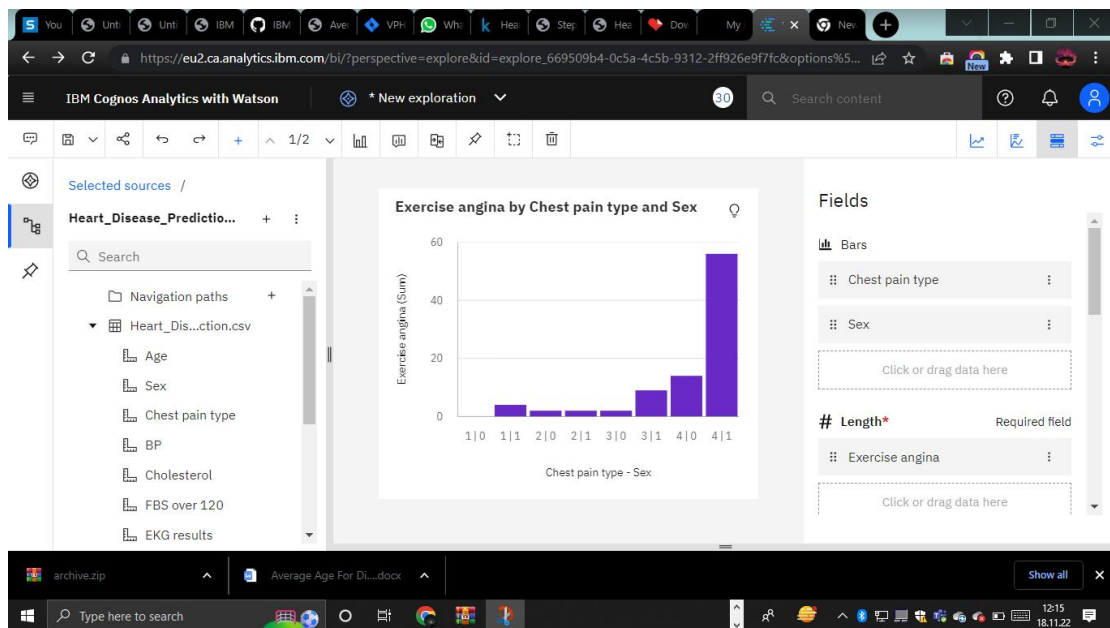 You Unti Unti IBM IBM Ave VPH Wha Hea Step Hea Dov My New
https://eu2.ca.analytics.ibm.com/bi/?perspective=explore&id=explore_669509b4-0c5a-4c5b-9312-2ff926e9f7fc&options%5... New
IBM Cognos Analytics with Watson * New exploration 30 Search content
1/2
Selected sources /
Heart_Disease_Predictio...
Search
Navigation paths
Heart_Dis...ction.csv
Age
Sex
Chest pain type
BP
Cholesterol
FBS over 120
EKG results
Exercise angina by Chest pain type and Sex
Exercise angina (Sum)
60
40
20
0
1|0 1|1 2|0 2|1 3|0 3|1 4|0 4|1
Chest pain type - Sex
Fields
Bars
Chest pain type
Sex
Click or drag data here
# Length* Required field
Exercise angina
Click or drag data here
archive.zip Average Age For Di....docx Show all
Type here to search 12:15
18.11.22